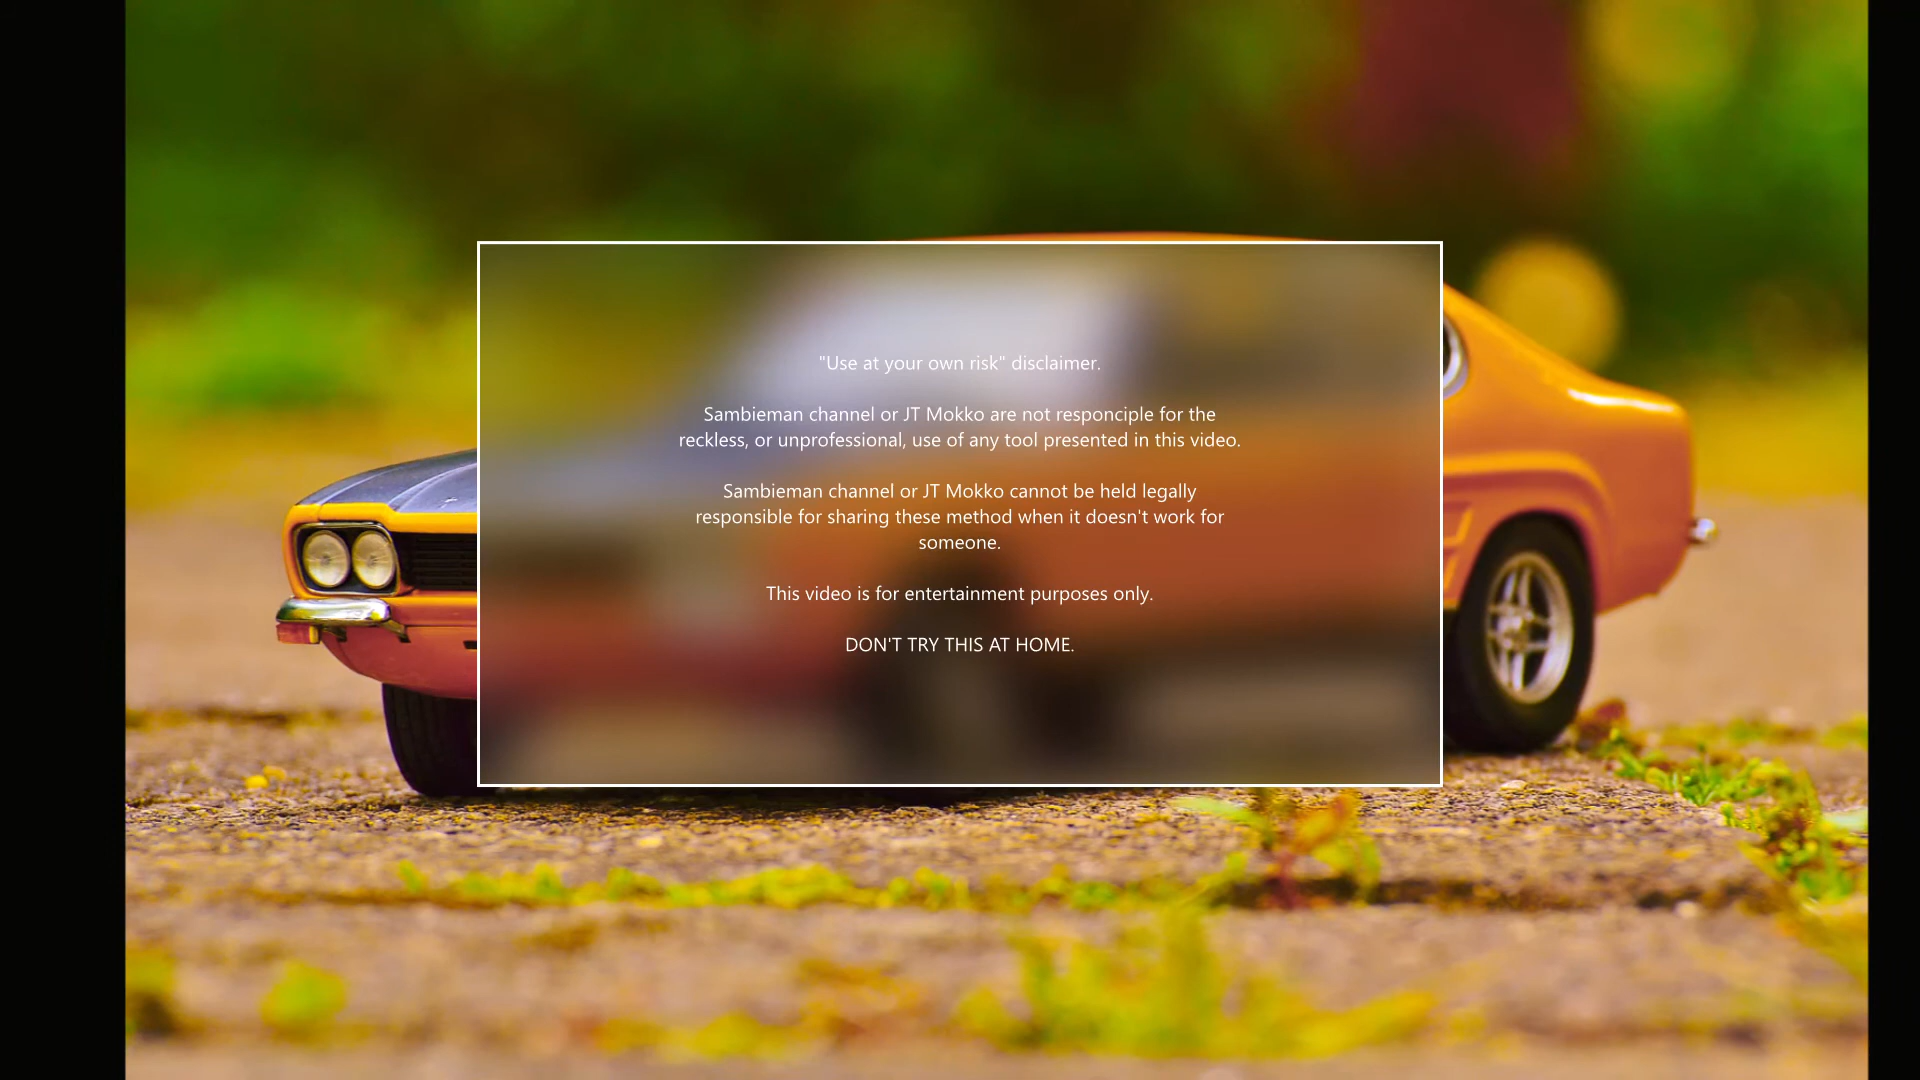 "Use at your own risk" disclaimer.
Sambieman channel or JT Mokko are not responciple for the
reckless, or unprofessional, use of any tool presented in this video.
Sambieman channel or JT Mokko cannot be held legally
responsible for sharing these method when it doesn't work for
someone.
This video is for entertainment purposes only.
DON'T TRY THIS AT HOME.